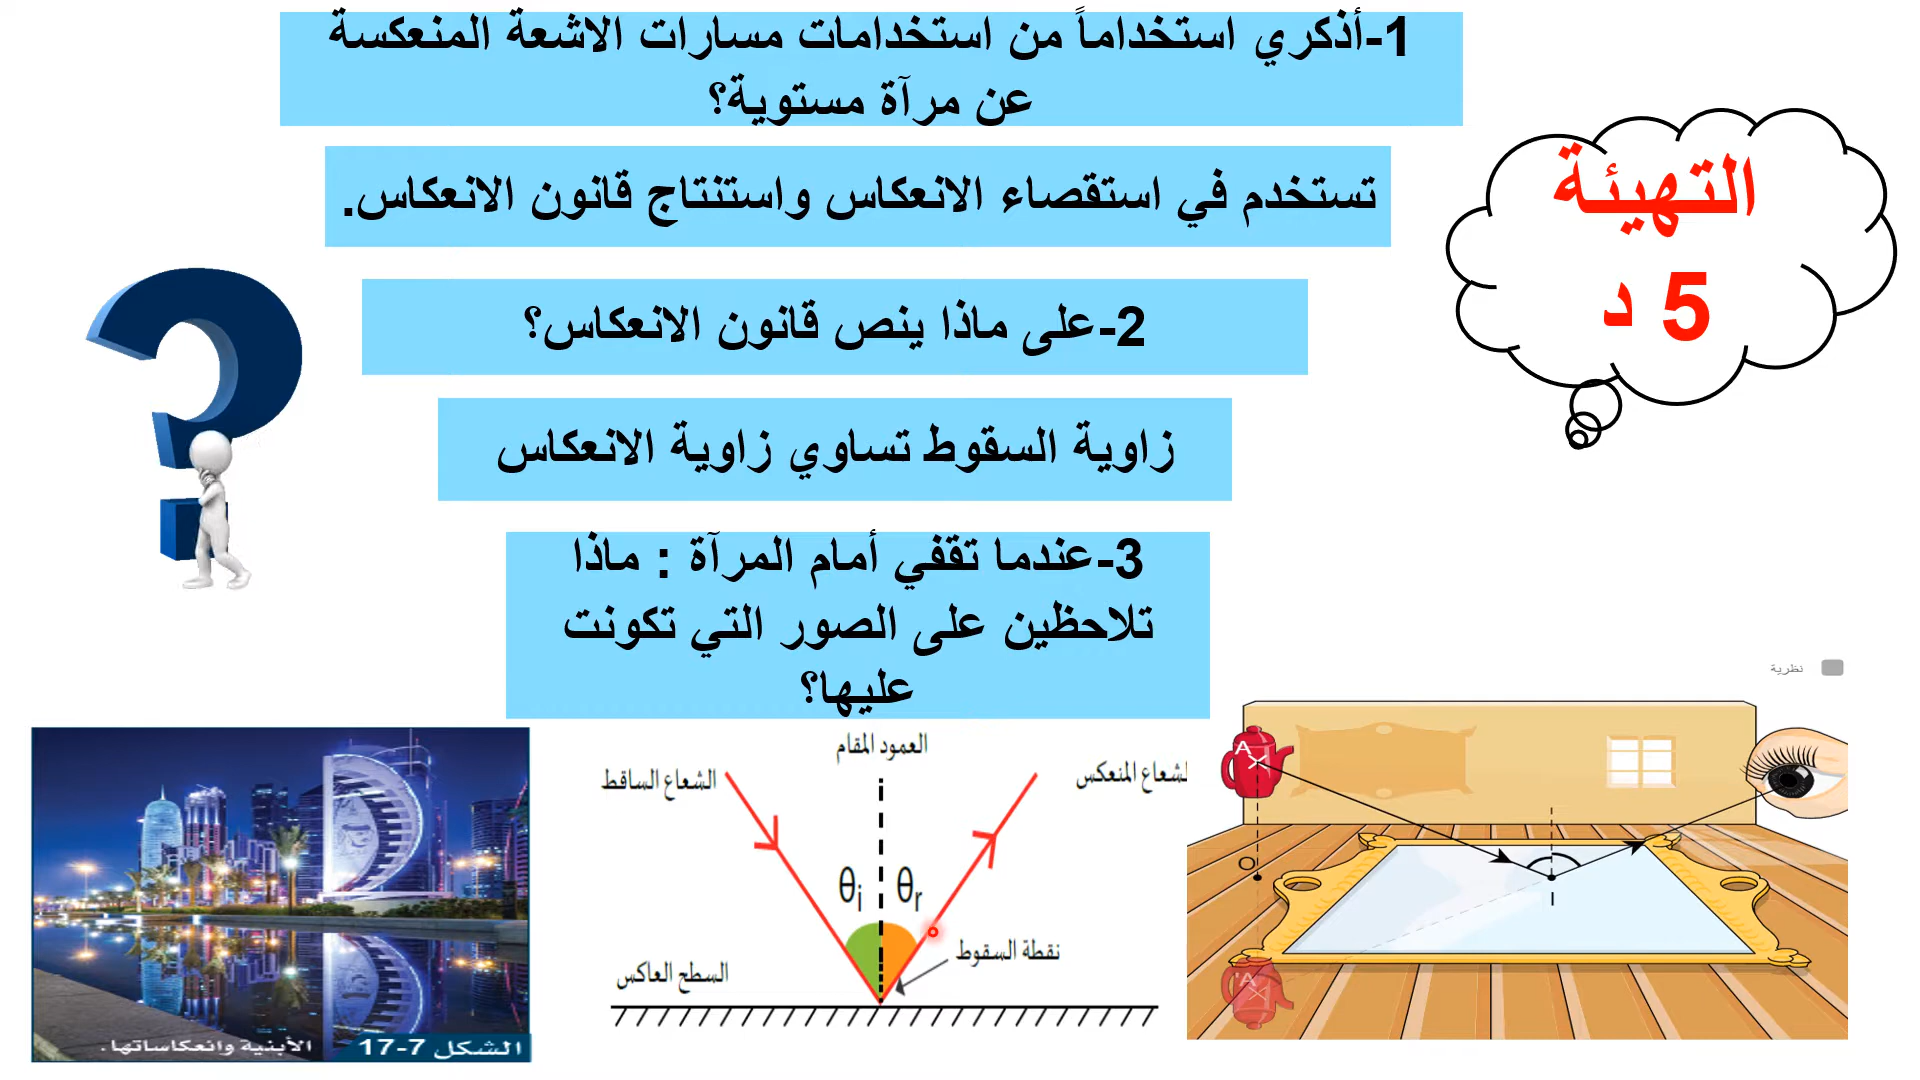 1-أذكري استخداماً من استخدامات مسارات الاشعة المنعكسة
عن مرآة مستوية؟
التهيئة
5 د
تستخدم في استقصاء الانعكاس واستنتاج قانون الانعكاس.
2-على ماذا ينص قانون الانعكاس؟
زاوية السقوط تساوي زاوية الانعكاس
3-عندما تقفي أمام المرآة : ماذا
تلاحظين على الصور التي تكونت
عليها؟
نظرية
العمود المقام
الشعاع الساقط
لشعاع المنعكس
θi
θr
نقطة السقوط
السطح العاكس
A
O
I
A'
الشكل 7-17 الأبنية وانعكاساتها.